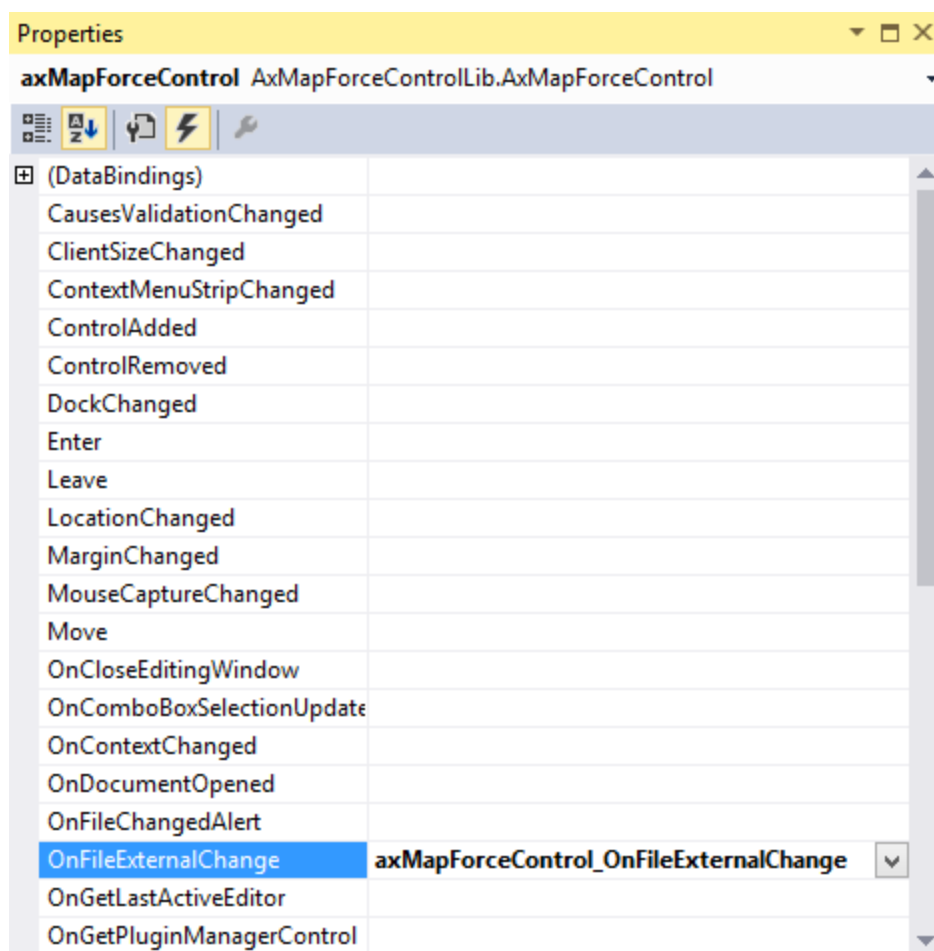 Properties
axMapForceControl AxMapForceControlLib.AxMapForceControl
(DataBindings)
CausesValidationChanged
ClientSizeChanged
ContextMenuStripChanged
ControlAdded
ControlRemoved
DockChanged
Enter
Leave
LocationChanged
MarginChanged
MouseCaptureChanged
Move
OnCloseEditingWindow
OnComboBoxSelectionUpdate
OnContextChanged
OnDocumentOpened
OnFileChangedAlert
OnFileExternalChange axMapForceControl_OnFileExternalChange
OnGetLastActiveEditor
OnGetPluginManagerControl